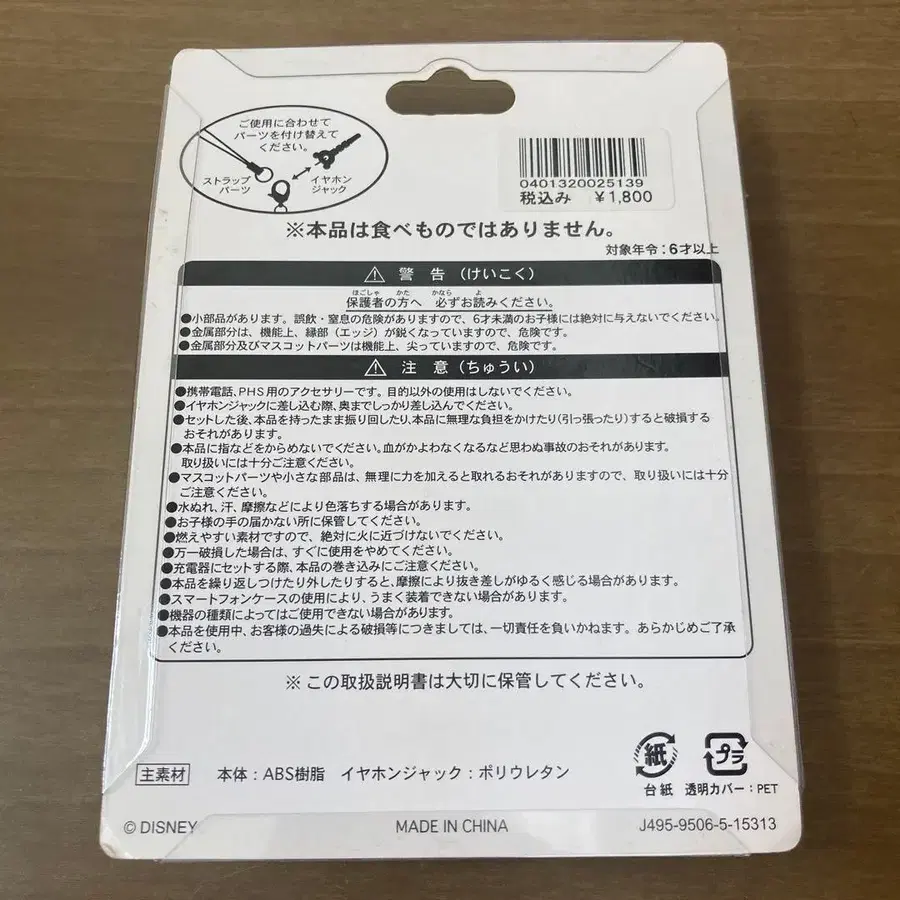 ご使用に合わせて
パーツを付け替えて
ください。
ストラップ
パーツ
イヤホン
ジャック
0401320025139
税込み ¥1,800
※本品は食べものではありません。
対象年令:6才以上
⚠ 警 告 (けいこく)
ほごしゃ かた かなら よ
保護者の方へ 必ずお読みください。
●小部品があります。誤飲・窒息の危険がありますので、6才未満のお子様には絶対に与えないでください。
●金属部分は、機能上、縁部(エッジ)が鋭くなっていますので、危険です。
●金属部分及びマスコットパーツは機能上、尖っていますので、危険です。
⚠ 注 意 (ちゅうい)
●携帯電話、PHS用のアクセサリーです。目的以外の使用はしないでください。
●イヤホンジャックに差し込む際、奥までしっかり差し込んでください。
●セットした後、本品を持ったまま振り回したり、本品に無理な負担をかけたり(引っ張ったり)すると破損する
おそれがあります。
●本品に指などをからめないでください。血がかよわなくなるなど思わぬ事故のおそれがあります。
取り扱いには十分ご注意ください。
●マスコットパーツや小さな部品は、無理に力を加えると取れるおそれがありますので、取り扱いには十分
ご注意ください。
●水ぬれ、汗、摩擦などにより色落ちする場合があります。
●お子様の手の届かない所に保管してください。
●燃えやすい素材ですので、絶対に火に近づけないでください。
●万一破損した場合は、すぐに使用をやめてください。
●充電器にセットする際、本品の巻き込みにご注意ください。
●本品を繰り返しつけたり外したりすると、摩擦により抜き差しがゆるく感じる場合があります。
●スマートフォンケースの使用により、うまく装着できない場合があります。
●機器の種類によってはご使用できない場合があります。
●本品を使用中、お客様の過失による破損等につきましては、一切責任を負いかねます。あらかじめご了承
ください。
※この取扱説明書は大切に保管してください。
紙
プラ
台紙 透明カバー:PET
主素材 本体:ABS樹脂 イヤホンジャック:ポリウレタン
© DISNEY MADE IN CHINA J495-9506-5-15313